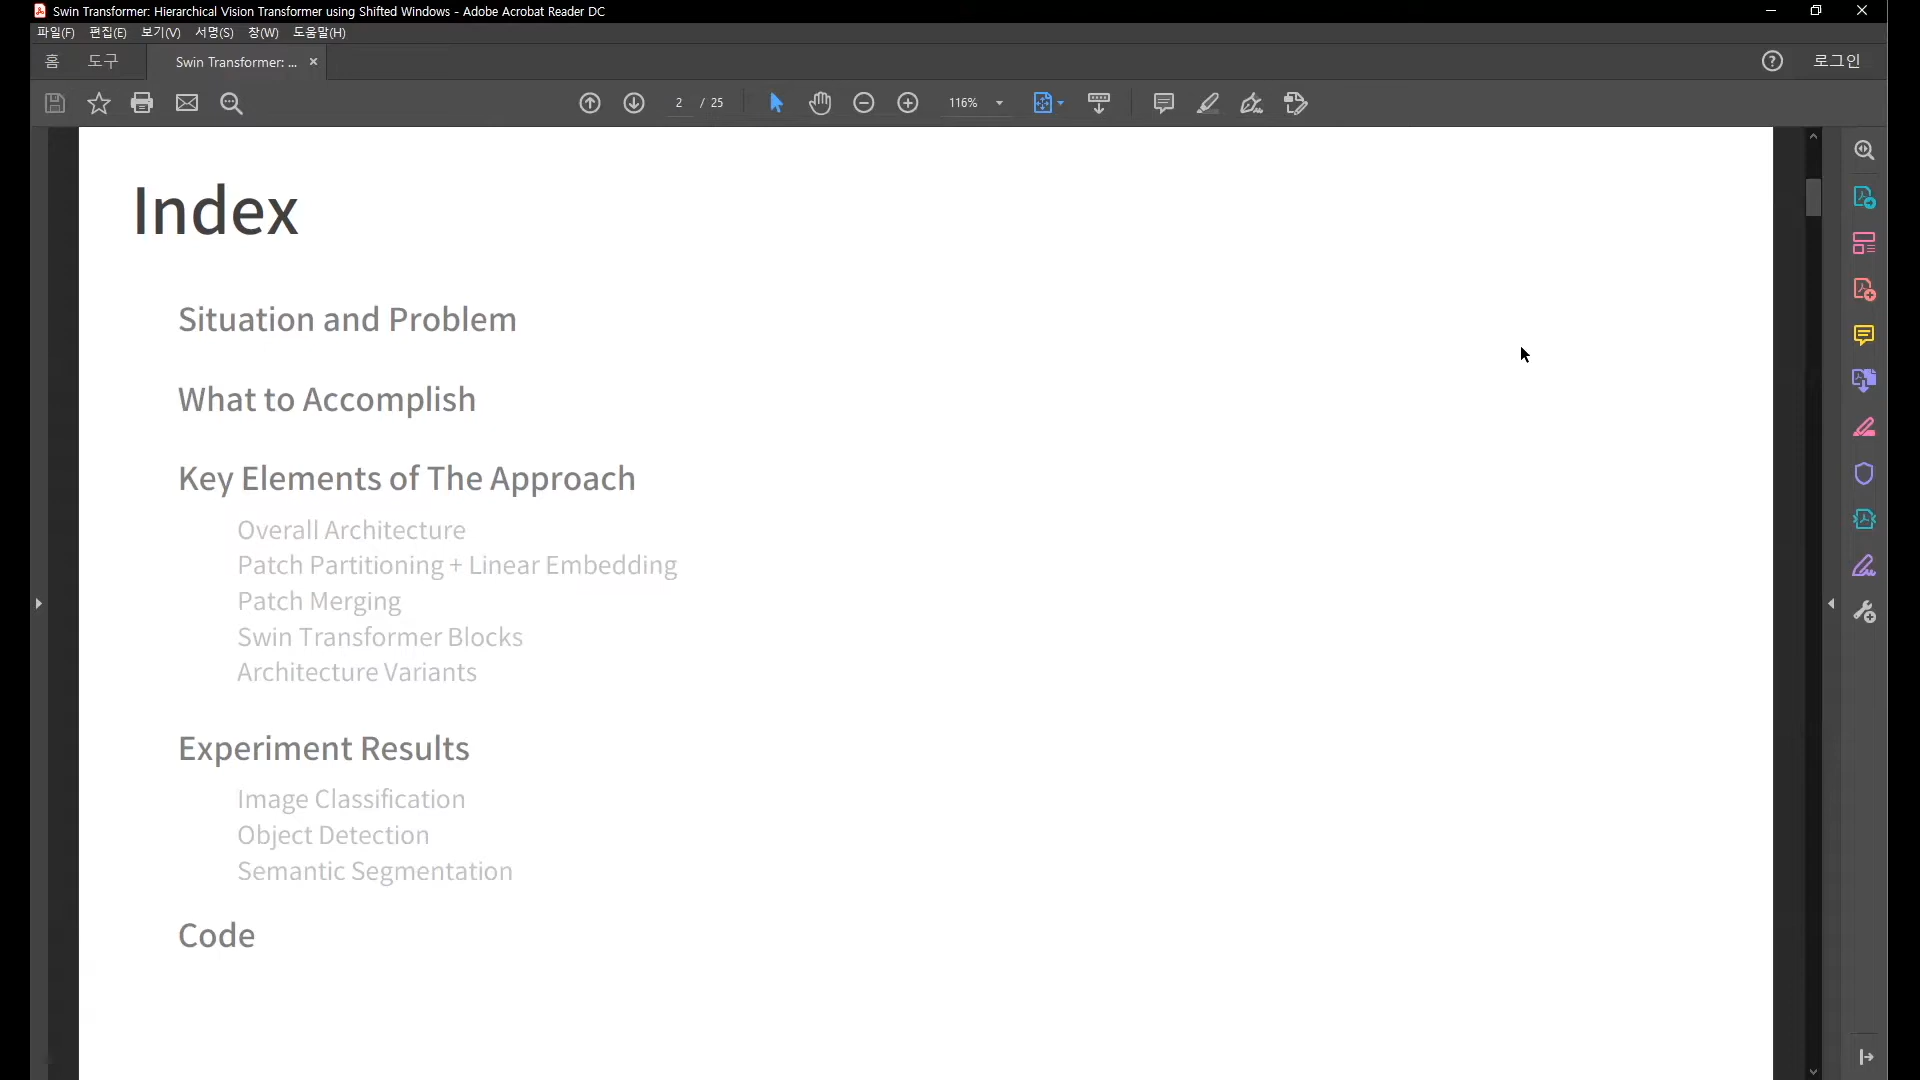 Swin Transformer: Hierarchical Vision Transformer using Shifted Windows - Adobe Acrobat Reader DC
파일(F) 편집(E) 보기(V) 서명(S) 창(W) 도움말(H)
홈 도구 Swin Transformer: ... 로그인
2 / 25 116%
Index
Situation and Problem
What to Accomplish
Key Elements of The Approach
Overall Architecture
Patch Partitioning + Linear Embedding
Patch Merging
Swin Transformer Blocks
Architecture Variants
Experiment Results
Image Classification
Object Detection
Semantic Segmentation
Code